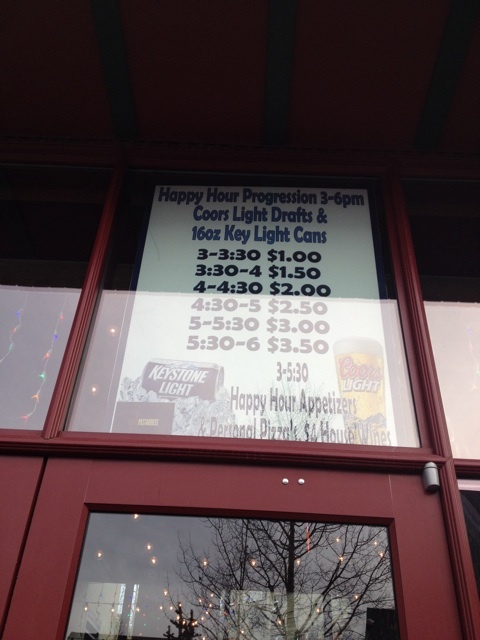 Happy Hour Progression 3-6pm
Coors Light Drafts &
16oz Key Light Cans
3-3:30 $1.00
3:30-4 $1.50
4-4:30 $2.00
4:30-5 $2.50
5-5:30 $3.00
5:30-6 $3.50
3-5:30
Happy Hour Appetizers
& Personal Pizza's $4 House Wines
KEYSTONE
LIGHT
Coors
LIGHT